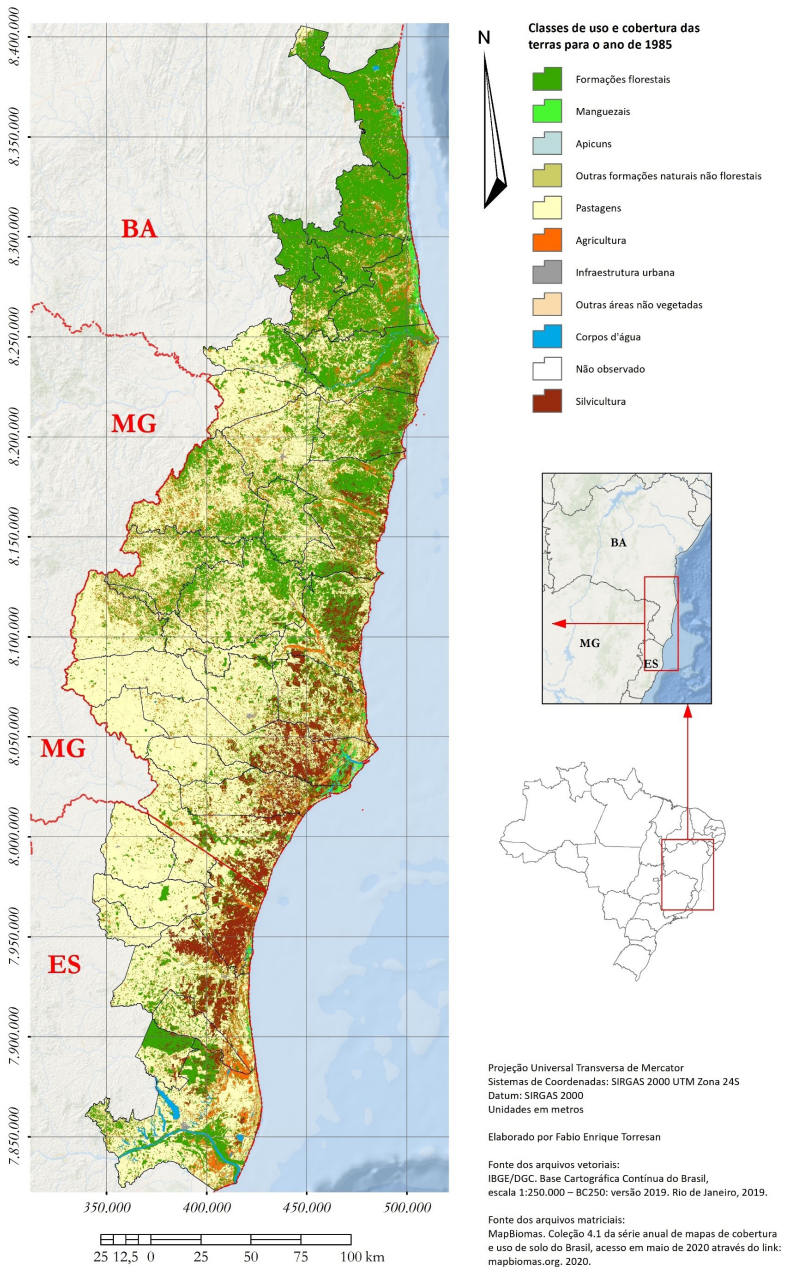 Classes de uso e cobertura das
terras para o ano de 1985
N
Formações florestais
Manguezais
Apicuns
Outras formações naturais não florestais
Pastagens
Agricultura
Infraestrutura urbana
Outras áreas não vegetadas
Corpos d'água
Não observado
Silvicultura
8.400.000
8.350.000
8.300.000
8.250.000
8.200.000
8.150.000
8.100.000
8.050.000
8.000.000
7.950.000
7.900.000
7.850.000
BA
MG
MG
ES
350.000 400.000 450.000 500.000
25 12,5 0 25 50 75 100 km
BA
MG
ES
Projeção Universal Transversa de Mercator
Sistemas de Coordenadas: SIRGAS 2000 UTM Zona 24S
Datum: SIRGAS 2000
Unidades em metros
Elaborado por Fabio Enrique Torresan
Fonte dos arquivos vetoriais:
IBGE/DGC. Base Cartográfica Contínua do Brasil,
escala 1:250.000 – BC250: versão 2019. Rio de Janeiro, 2019.
Fonte dos arquivos matriciais:
MapBiomas. Coleção 4.1 da série anual de mapas de cobertura
e uso de solo do Brasil, acesso em maio de 2020 através do link:
mapbiomas.org. 2020.